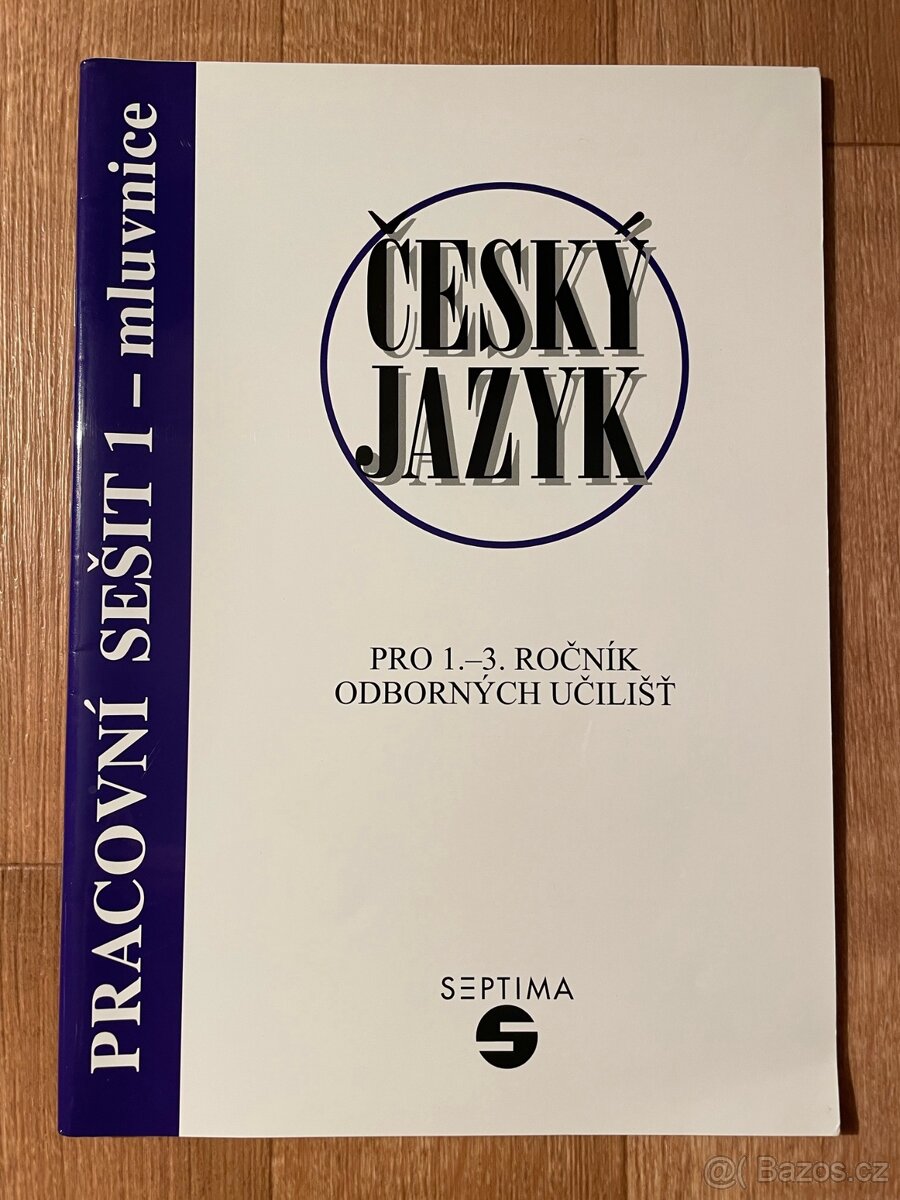 PRACOVNÍ SEŠIT 1 – mluvnice
ČESKÝ
JAZYK
PRO 1.–3. ROČNÍK
ODBORNÝCH UČILIŠŤ
SEPTIMA
@( Bazos.cz